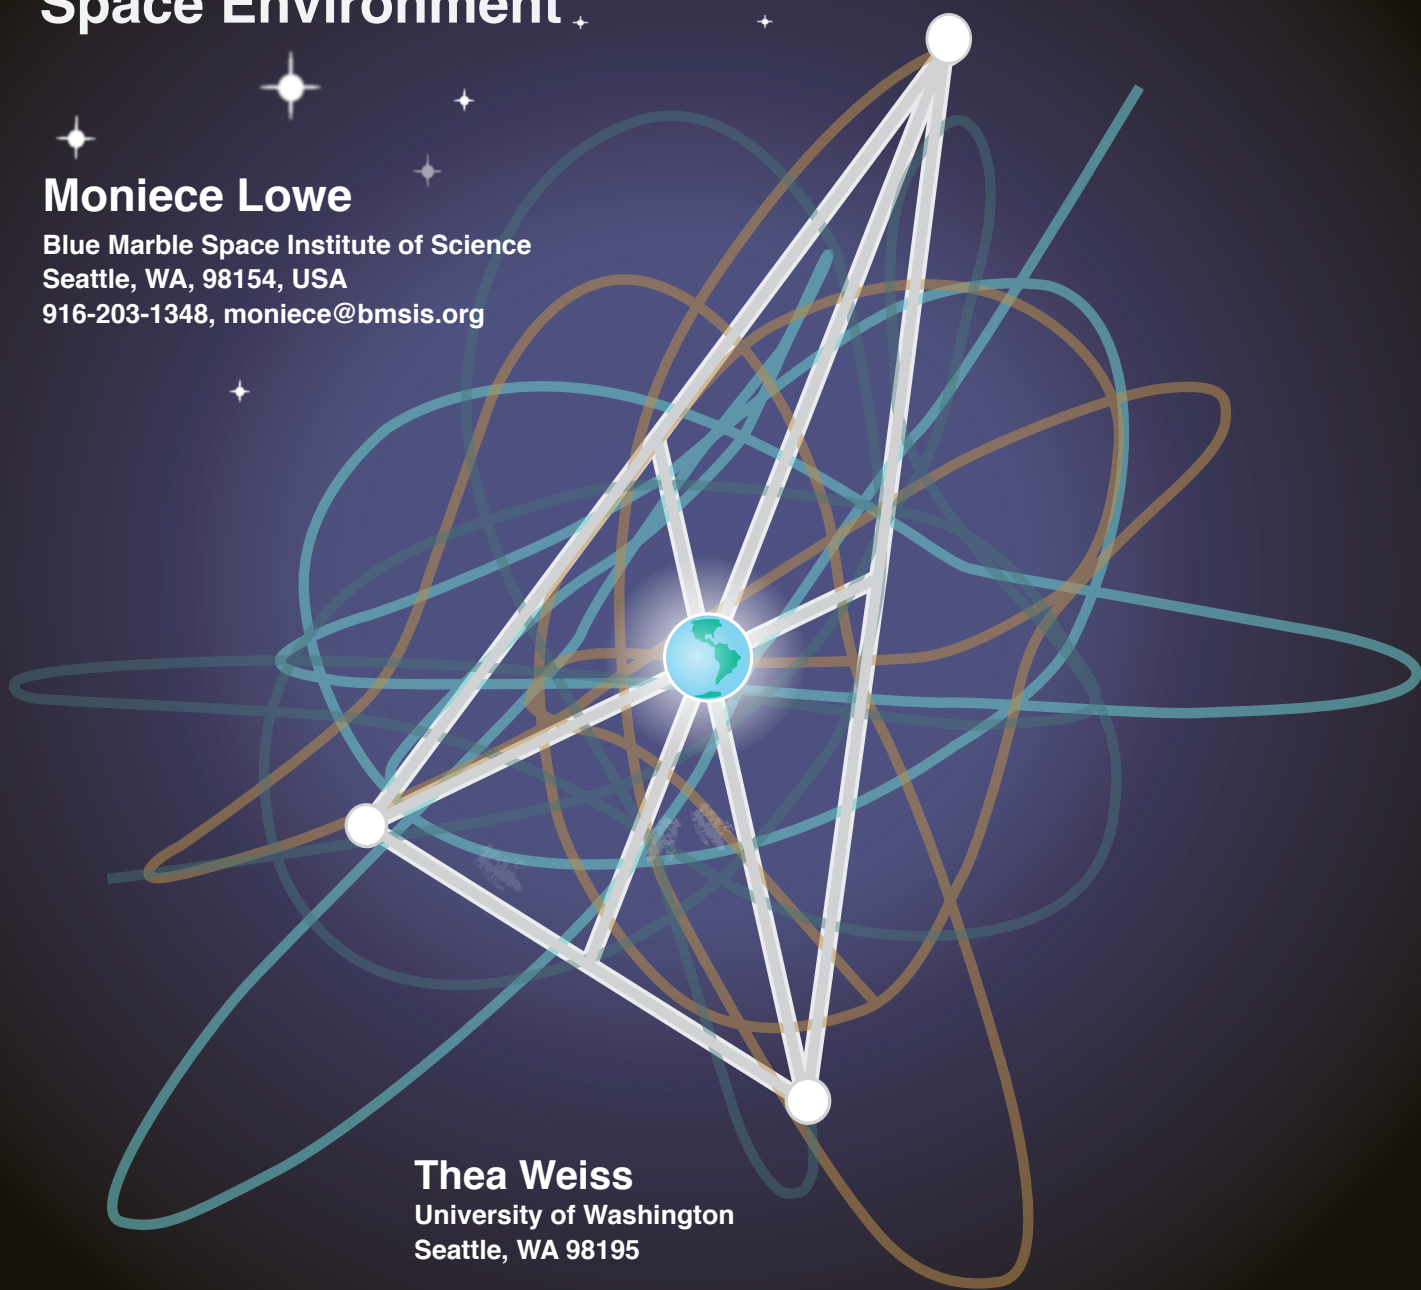 Space Environment
Moniece Lowe
Blue Marble Space Institute of Science
Seattle, WA, 98154, USA
916-203-1348, moniece@bmsis.org
Thea Weiss
University of Washington
Seattle, WA 98195